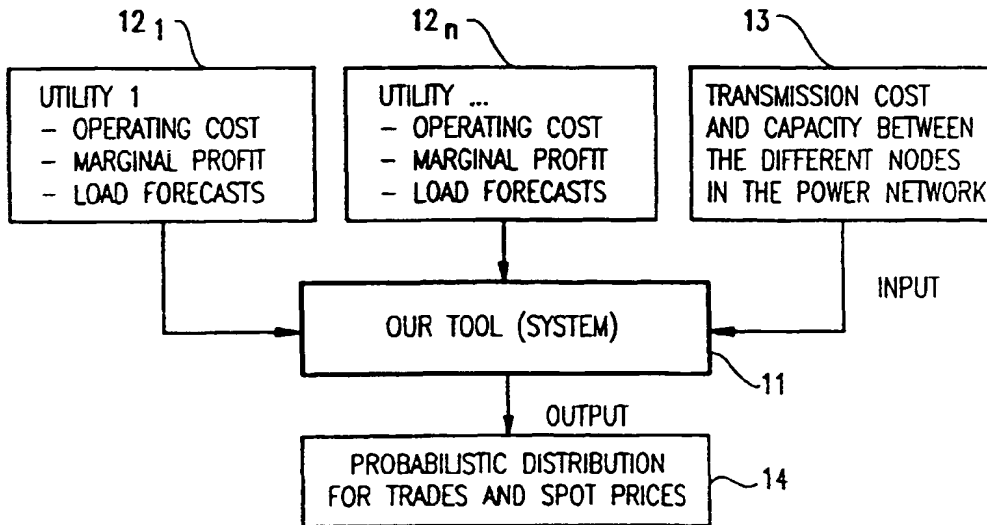 12 1
12 n
13
UTILITY 1
- OPERATING COST
- MARGINAL PROFIT
- LOAD FORECASTS
UTILITY ...
- OPERATING COST
- MARGINAL PROFIT
- LOAD FORECASTS
TRANSMISSION COST
AND CAPACITY BETWEEN
THE DIFFERENT NODES
IN THE POWER NETWORK
INPUT
OUR TOOL (SYSTEM)
11
OUTPUT
PROBABILISTIC DISTRIBUTION
FOR TRADES AND SPOT PRICES
14